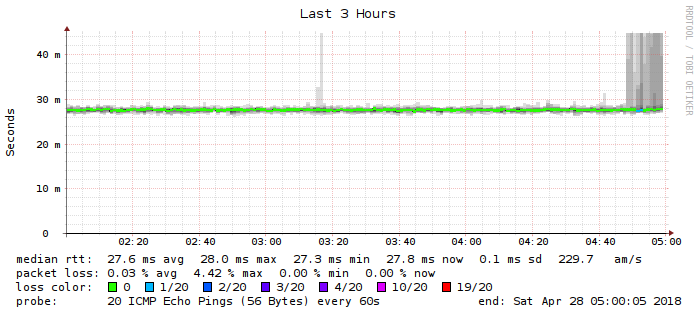 Last 3 Hours
RRDTOOL / TOBI OETIKER
Seconds
40 m
30 m
20 m
10 m
0
02:20 02:40 03:00 03:20 03:40 04:00 04:20 04:40 05:00
median rtt: 27.6 ms avg 28.0 ms max 27.3 ms min 27.8 ms now 0.1 ms sd 229.7 am/s
packet loss: 0.03 % avg 4.42 % max 0.00 % min 0.00 % now
loss color: 0 1/20 2/20 3/20 4/20 10/20 19/20
probe: 20 ICMP Echo Pings (56 Bytes) every 60s end: Sat Apr 28 05:00:05 2018